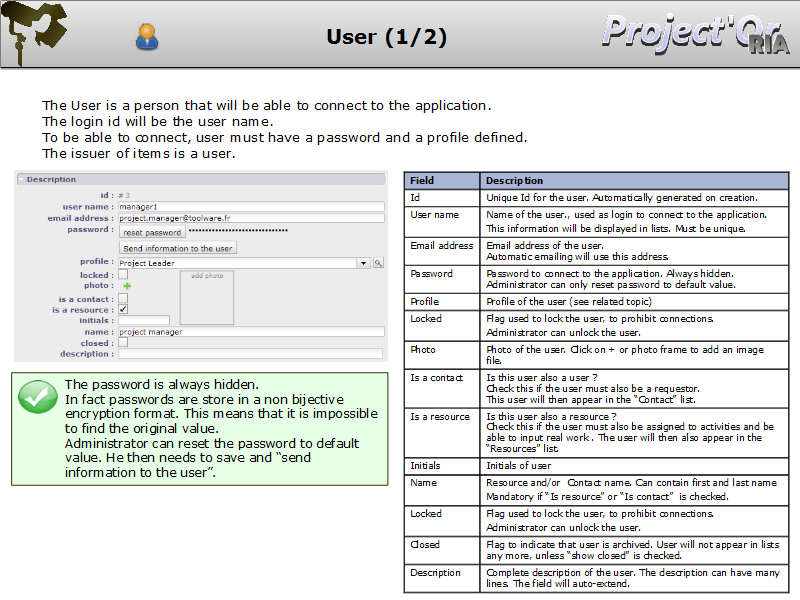 User (1/2)
Project'Or
RIA
The User is a person that will be able to connect to the application.
The login id will be the user name.
To be able to connect, user must have a password and a profile defined.
The issuer of items is a user.
Description
id : # 3
user name : manager1
email address : project.manager@toolware.fr
password : reset password ••••••••••••••••••••••••••••••
Send information to the user
profile : Project Leader
locked :
photo : + add photo
is a contact :
is a resource : ✓
initials :
name : project manager
closed :
description :
The password is always hidden.
In fact passwords are store in a non bijective
encryption format. This means that it is impossible
to find the original value.
Administrator can reset the password to default
value. He then needs to save and “send
information to the user”.
Field Description
Id Unique Id for the user. Automatically generated on creation.
User name Name of the user., used as login to connect to the application.
This information will be displayed in lists. Must be unique.
Email address Email address of the user.
Automatic emailing will use this address.
Password Password to connect to the application. Always hidden.
Administrator can only reset password to default value.
Profile Profile of the user (see related topic)
Locked Flag used to lock the user, to prohibit connections.
Administrator can unlock the user.
Photo Photo of the user. Click on + or photo frame to add an image
file.
Is a contact Is this user also a user ?
Check this if the user must also be a requestor.
This user will then appear in the “Contact” list.
Is a resource Is this user also a resource ?
Check this if the user must also be assigned to activities and be
able to input real work . The user will then also appear in the
“Resources” list.
Initials Initials of user
Name Resource and/or Contact name. Can contain first and last name
Mandatory if “Is resource” or “Is contact” is checked.
Locked Flag used to lock the user, to prohibit connections.
Administrator can unlock the user.
Closed Flag to indicate that user is archived. User will not appear in lists
any more, unless “show closed” is checked.
Description Complete description of the user. The description can have many
lines. The field will auto-extend.